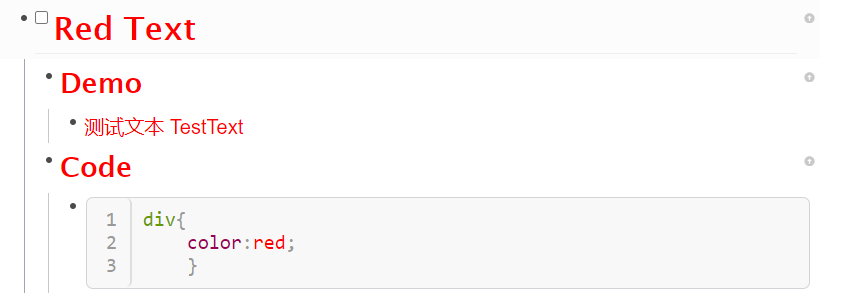 Red Text
Demo
测试文本 TestText
Code
1 div{
2     color:red;
3     }